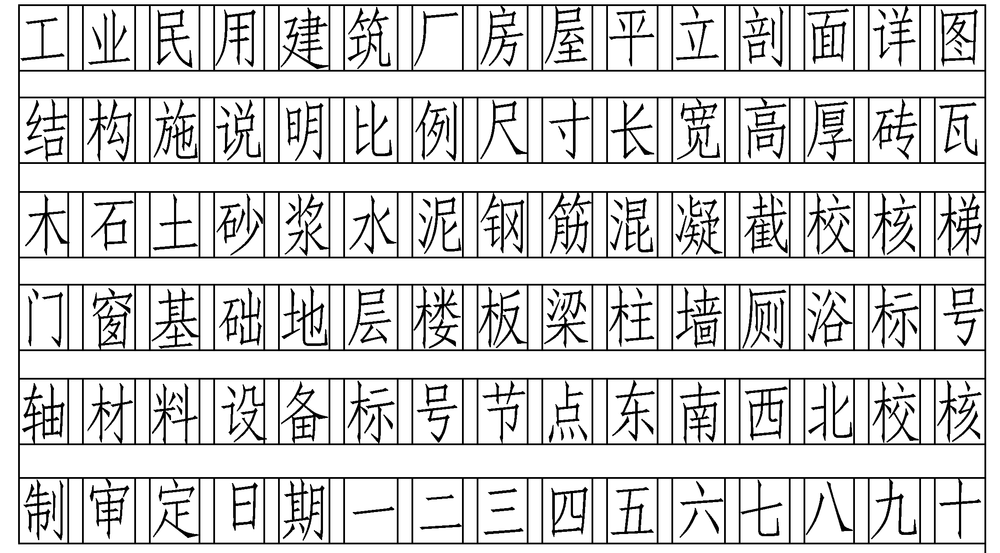 工业民用建筑厂房屋平立剖面详图
结构施说明比例尺寸长宽高厚砖瓦
木石土砂浆水泥钢筋混凝截校核梯
门窗基础地层楼板梁柱墙厕浴标号
轴材料设备标号节点东南西北校核
制审定日期一二三四五六七八九十